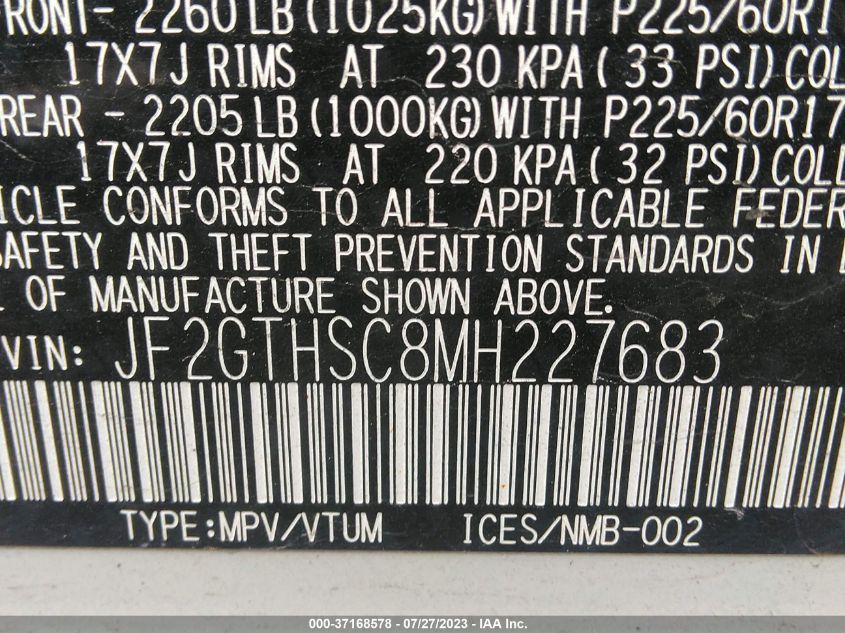 FRONT- 2260 LB (1025KG) WITH P225/60R1
17X7J RIMS AT 230 KPA ( 33 PSI) COL
REAR - 2205 LB (1000KG) WITH P225/60R17
17X7J RIMS AT 220 KPA ( 32 PSI) COLD
ICLE CONFORMS TO ALL APPLICABLE FEDER
SAFETY AND THEFT PREVENTION STANDARDS IN
OF MANUFACTURE SHOWN ABOVE.
VIN: JF2GTHSC8MH227683
TYPE:MPV/VTUM ICES/NMB-002
000-37168578 - 07/27/2023 - IAAI.com